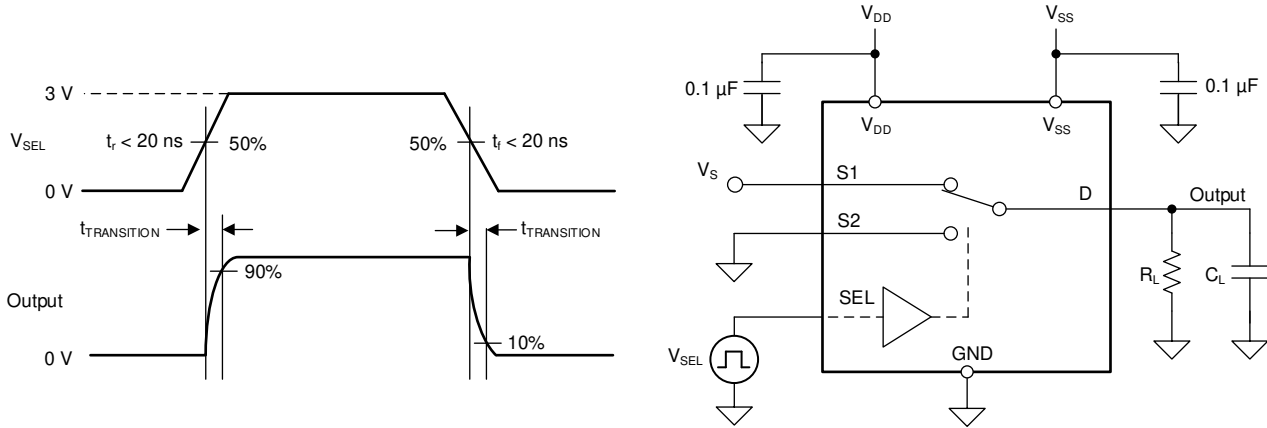 3 V
V_SEL
t_r < 20 ns
50%
50%
t_f < 20 ns
0 V
t_TRANSITION
t_TRANSITION
90%
Output
10%
0 V
V_DD
V_SS
0.1 µF
0.1 µF
V_DD
V_SS
V_S
S1
D
Output
S2
R_L
C_L
SEL
V_SEL
GND